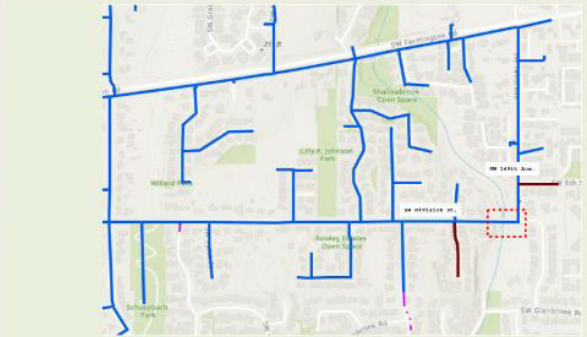 SW Farmington Rd
Shallowbrook
Open Space
Lilly K. Johnson
Park
Willard Park
SW 149th Ave.
SW 6th S
SW Division St.
Rowley Estates
Open Space
Schuepbach
Park
SW Glenbrook Rd